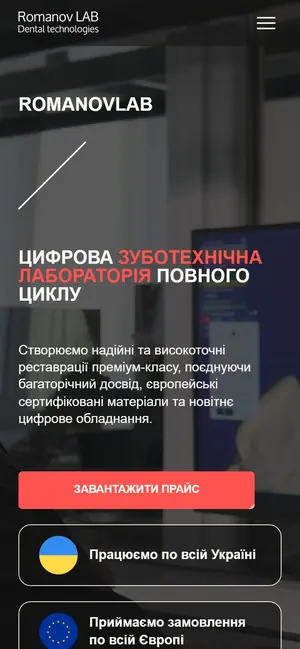 Romanov LAB
Dental technologies
ROMANOVLAB
ЦИФРОВА ЗУБОТЕХНІЧНА
ЛАБОРАТОРІЯ ПОВНОГО
ЦИКЛУ
Створюємо надійні та високоточні
реставрації преміум-класу, поєднуючи
багаторічний досвід, європейські
сертифіковані матеріали та новітнє
цифрове обладнання.
ЗАВАНТАЖИТИ ПРАЙС
Працюємо по всій Україні
Приймаємо замовлення
по всій Європі